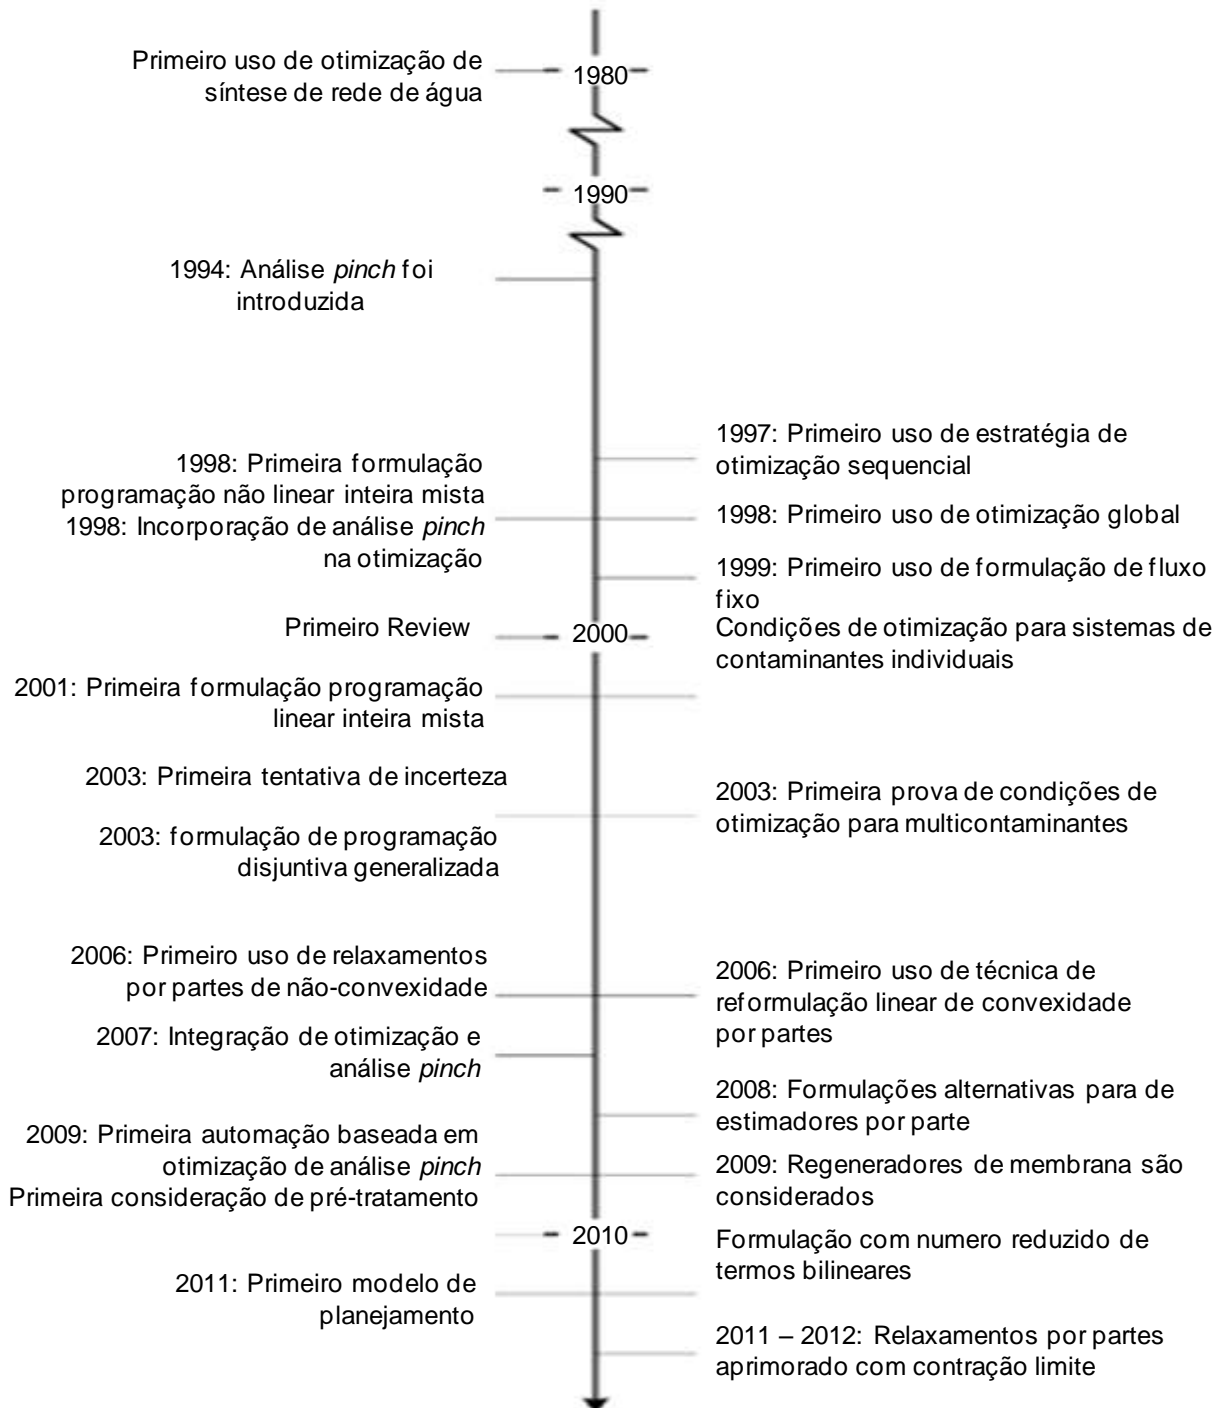 Primeiro uso de otimização de
síntese de rede de água
1980
1990
1994: Análise pinch foi
introduzida
1997: Primeiro uso de estratégia de
otimização sequencial
1998: Primeira formulação
programação não linear inteira mista
1998: Incorporação de análise pinch
na otimização
1998: Primeiro uso de otimização global
1999: Primeiro uso de formulação de fluxo
fixo
Primeiro Review
2000
Condições de otimização para sistemas de
contaminantes individuais
2001: Primeira formulação programação
linear inteira mista
2003: Primeira tentativa de incerteza
2003: formulação de programação
disjuntiva generalizada
2003: Primeira prova de condições de
otimização para multicontaminantes
2006: Primeiro uso de relaxamentos
por partes de não-convexidade
2006: Primeiro uso de técnica de
reformulação linear de convexidade
por partes
2007: Integração de otimização e
análise pinch
2008: Formulações alternativas para de
estimadores por parte
2009: Primeira automação baseada em
otimização de análise pinch
Primeira consideração de pré-tratamento
2009: Regeneradores de membrana são
considerados
2010
Formulação com numero reduzido de
termos bilineares
2011: Primeiro modelo de
planejamento
2011 – 2012: Relaxamentos por partes
aprimorado com contração limite